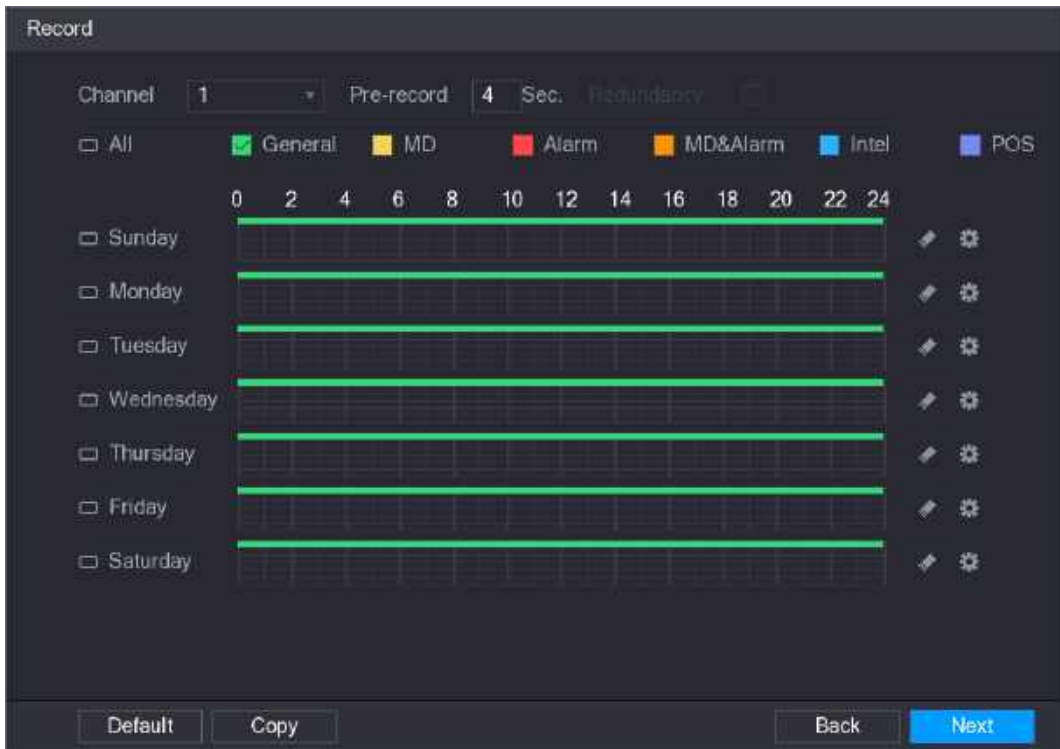 Record
Channel 1 Pre-record 4 Sec. Redundancy
All General MD Alarm MD&Alarm Intel POS
0 2 4 6 8 10 12 14 16 18 20 22 24
Sunday
Monday
Tuesday
Wednesday
Thursday
Friday
Saturday
Default Copy Back Next